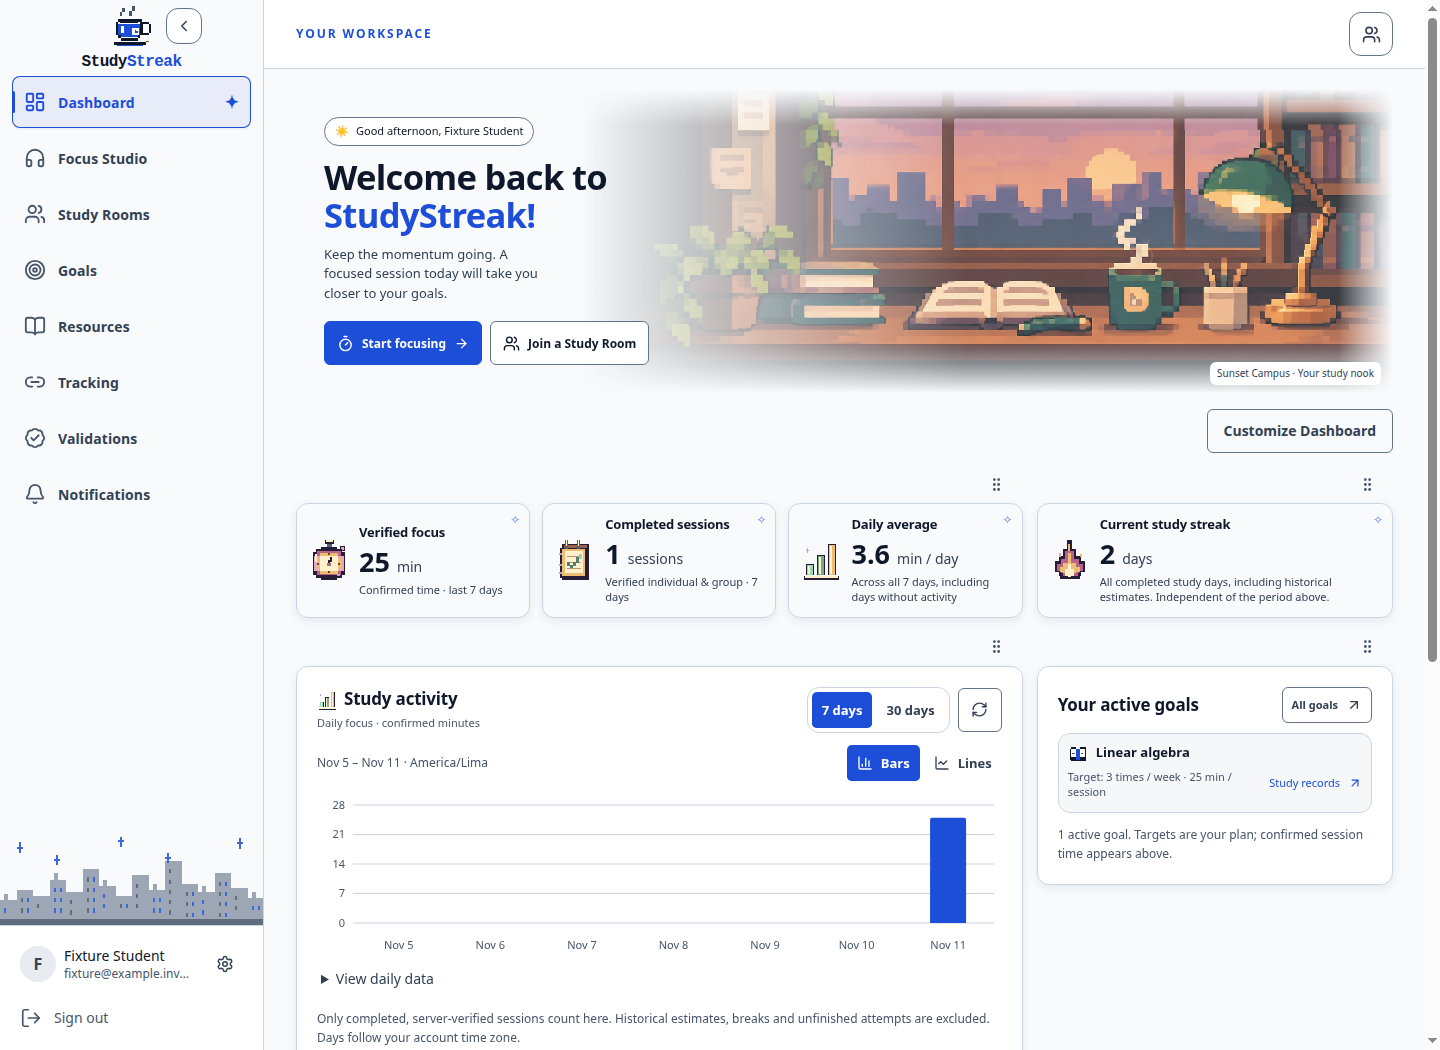 StudyStreak
Dashboard
Focus Studio
Study Rooms
Goals
Resources
Tracking
Validations
Notifications
F
Fixture Student
fixture@example.inv...
Sign out
YOUR WORKSPACE
Good afternoon, Fixture Student
Welcome back to
StudyStreak!
Keep the momentum going. A
focused session today will take you
closer to your goals.
Start focusing
Join a Study Room
Sunset Campus · Your study nook
Customize Dashboard
Verified focus
25 min
Confirmed time · last 7 days
Completed sessions
1 sessions
Verified individual & group · 7
days
Daily average
3.6 min / day
Across all 7 days, including
days without activity
Current study streak
2 days
All completed study days, including historical
estimates. Independent of the period above.
Study activity
Daily focus · confirmed minutes
7 days
30 days
Nov 5 – Nov 11 · America/Lima
Bars
Lines
28
21
14
7
0
Nov 5
Nov 6
Nov 7
Nov 8
Nov 9
Nov 10
Nov 11
View daily data
Only completed, server-verified sessions count here. Historical estimates, breaks and unfinished attempts are excluded.
Days follow your account time zone.
Your active goals
All goals
Linear algebra
Target: 3 times / week · 25 min /
session
Study records
1 active goal. Targets are your plan; confirmed session
time appears above.